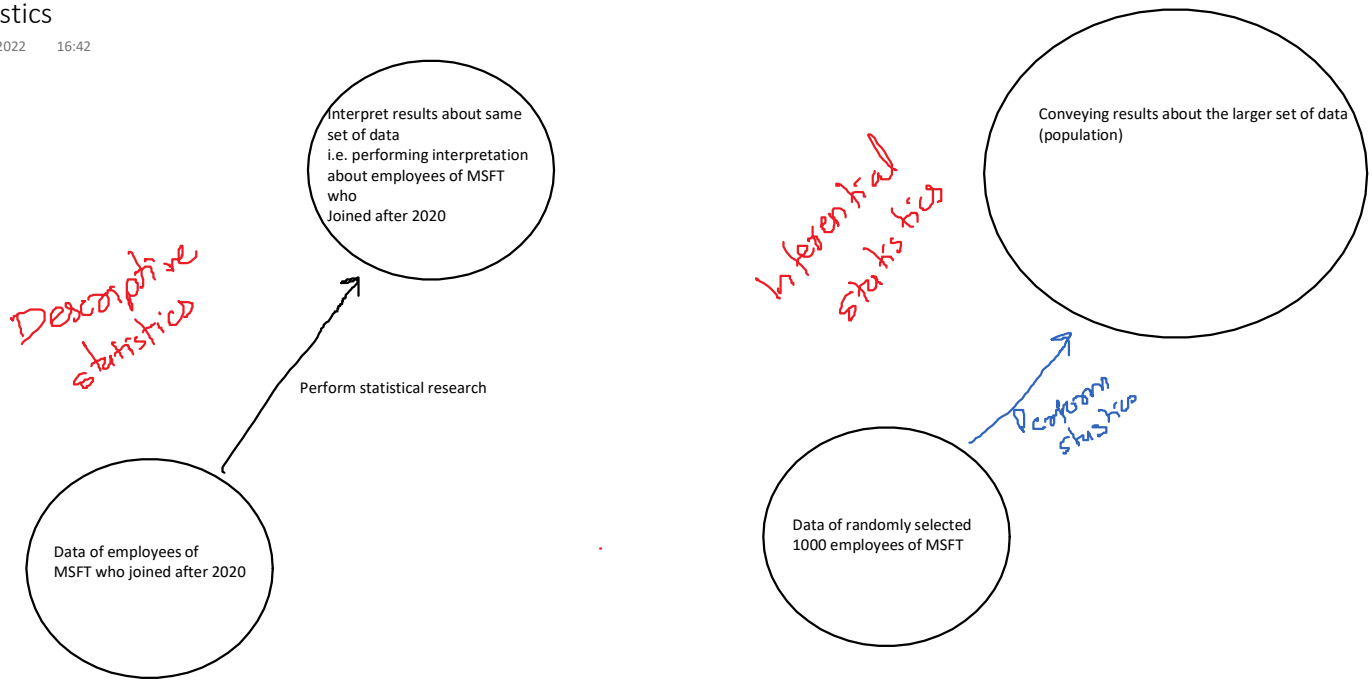 stics
2022 16:42
Interpret results about same
set of data
i.e. performing interpretation
about employees of MSFT
who
Joined after 2020
Descriptive
statistics
Perform statistical research
Data of employees of
MSFT who joined after 2020
Conveying results about the larger set of data
(population)
Inferential
statistics
Perform
Data of randomly selected
1000 employees of MSFT